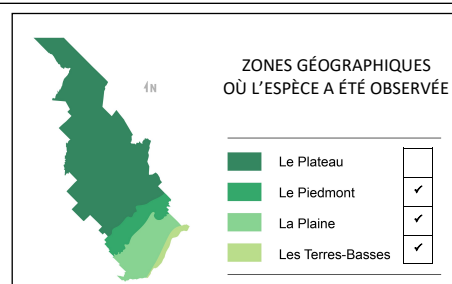 ZONES GÉOGRAPHIQUES
OÙ L'ESPÈCE A ÉTÉ OBSERVÉE
N
Le Plateau
Le Piedmont ✓
La Plaine ✓
Les Terres-Basses ✓